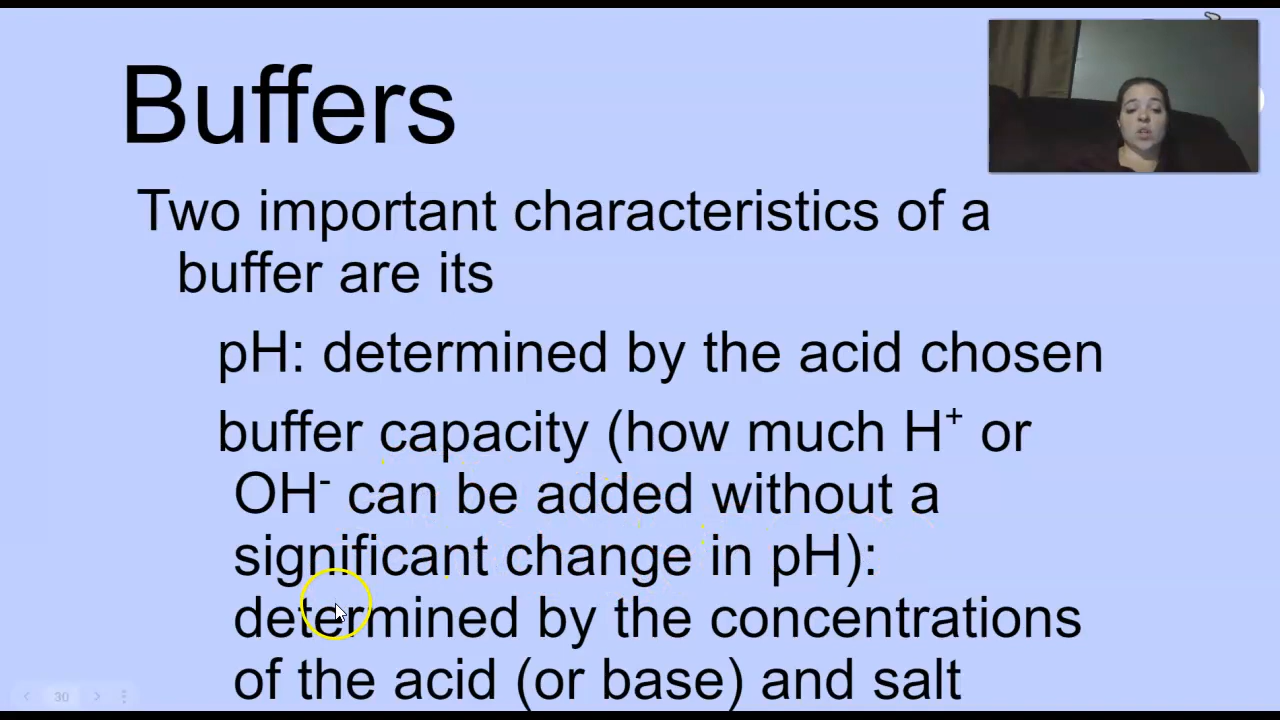 Buffers
Two important characteristics of a
buffer are its
pH: determined by the acid chosen
buffer capacity (how much H⁺ or
OH⁻ can be added without a
significant change in pH):
determined by the concentrations
of the acid (or base) and salt
30